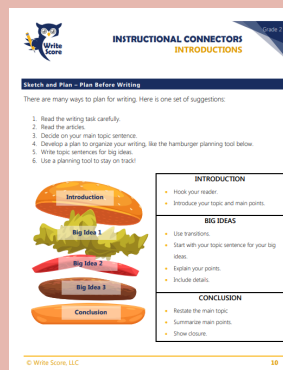 Grade 2
Write
Score
INSTRUCTIONAL CONNECTORS
INTRODUCTIONS
Sketch and Plan – Plan Before Writing
There are many ways to plan for writing. Here is one set of suggestions:
1. Read the writing task carefully.
2. Read the articles.
3. Decide on your main topic sentence.
4. Develop a plan to organize your writing, like the hamburger planning tool below.
5. Write topic sentences for big ideas.
6. Use a planning tool to stay on track!
Introduction
Big Idea 1
Big Idea 2
Big Idea 3
Conclusion
INTRODUCTION
• Hook your reader.
• Introduce your topic and main points.
BIG IDEAS
• Use transitions.
• Start with your topic sentence for your big
ideas.
• Explain your points.
• Include details.
CONCLUSION
• Restate the main topic
• Summarize main points.
• Show closure.
© Write Score, LLC
10